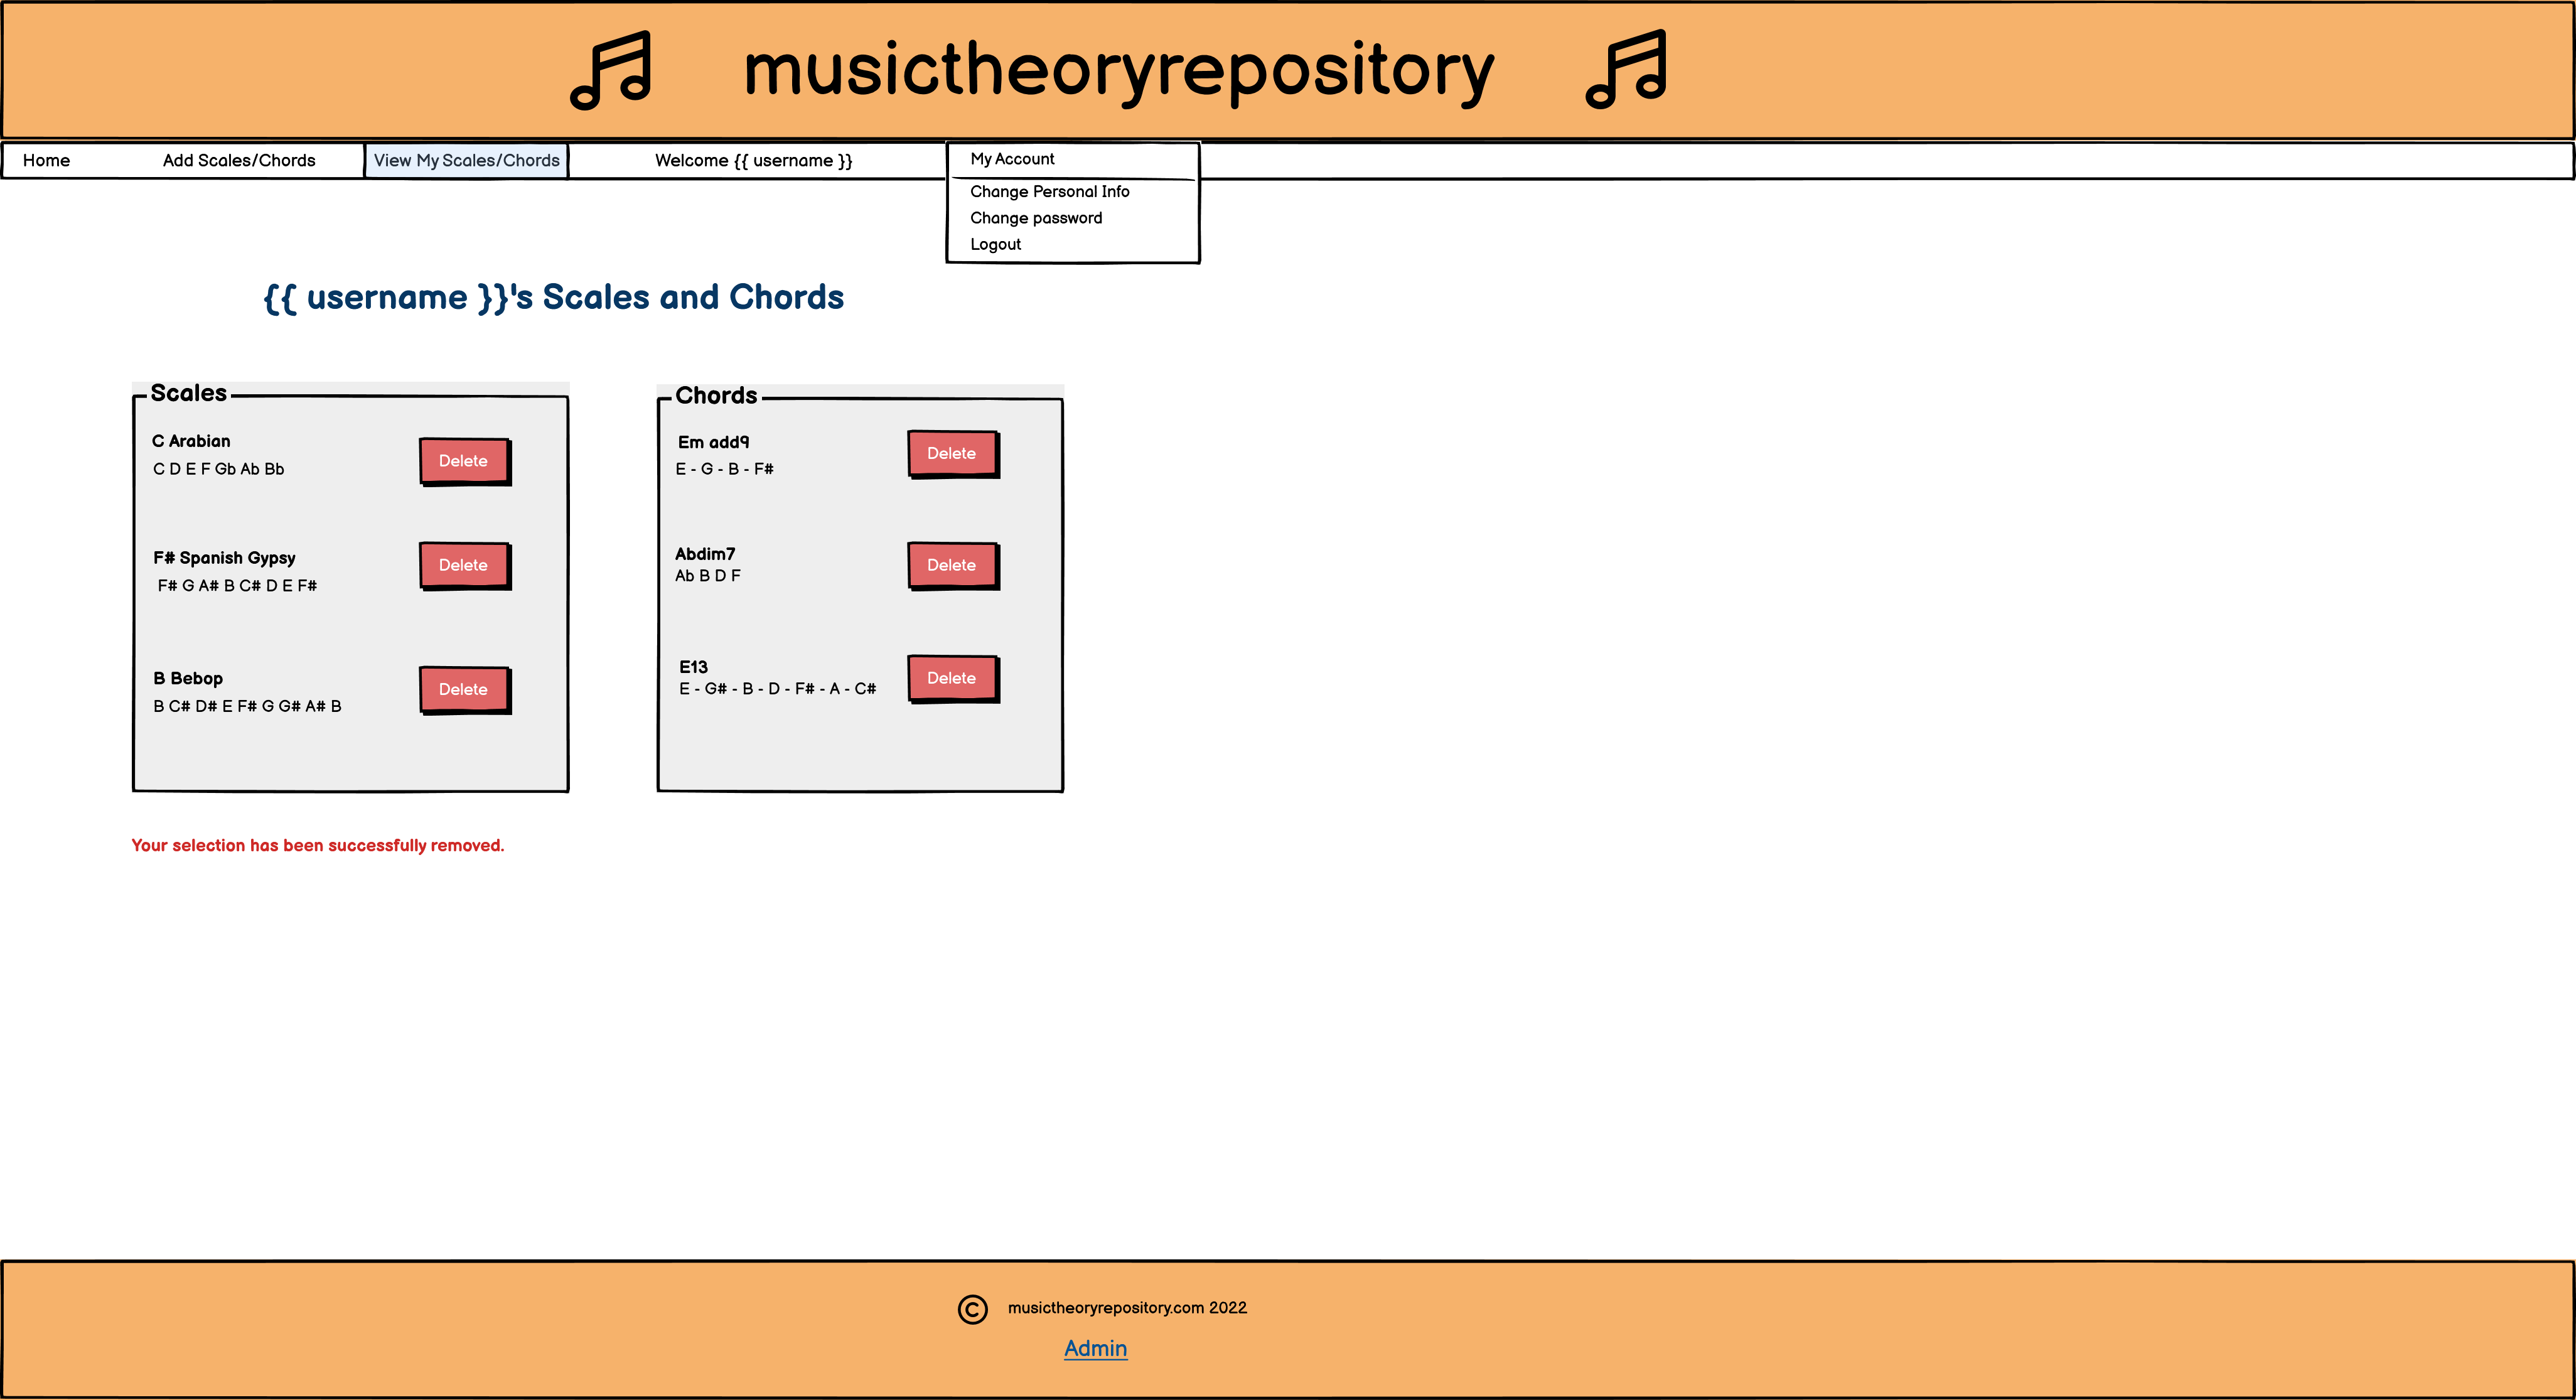 musictheoryrepository
Home Add Scales/Chords View My Scales/Chords Welcome {{ username }} My Account
Change Personal Info
Change password
Logout
{{ username }}'s Scales and Chords
Scales
C Arabian
C D E F Gb Ab Bb
Delete
F# Spanish Gypsy
F# G A# B C# D E F#
Delete
B Bebop
B C# D# E F# G G# A# B
Delete
Chords
Em add9
E - G - B - F#
Delete
Abdim7
Ab B D F
Delete
E13
E - G# - B - D - F# - A - C#
Delete
Your selection has been successfully removed.
© musictheoryrepository.com 2022
Admin